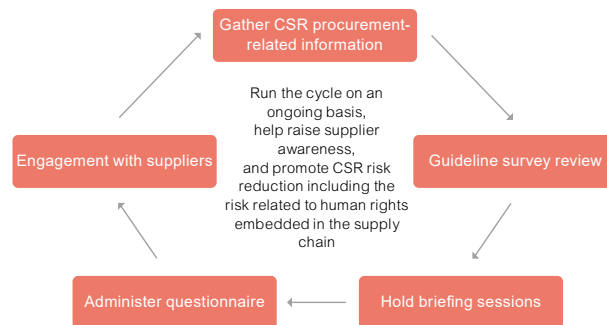 Gather CSR procurement-
related information
Run the cycle on an
ongoing basis,
help raise supplier
awareness,
and promote CSR risk
reduction including the
risk related to human rights
embedded in the supply
chain
Engagement with suppliers
Guideline survey review
Administer questionnaire
Hold briefing sessions